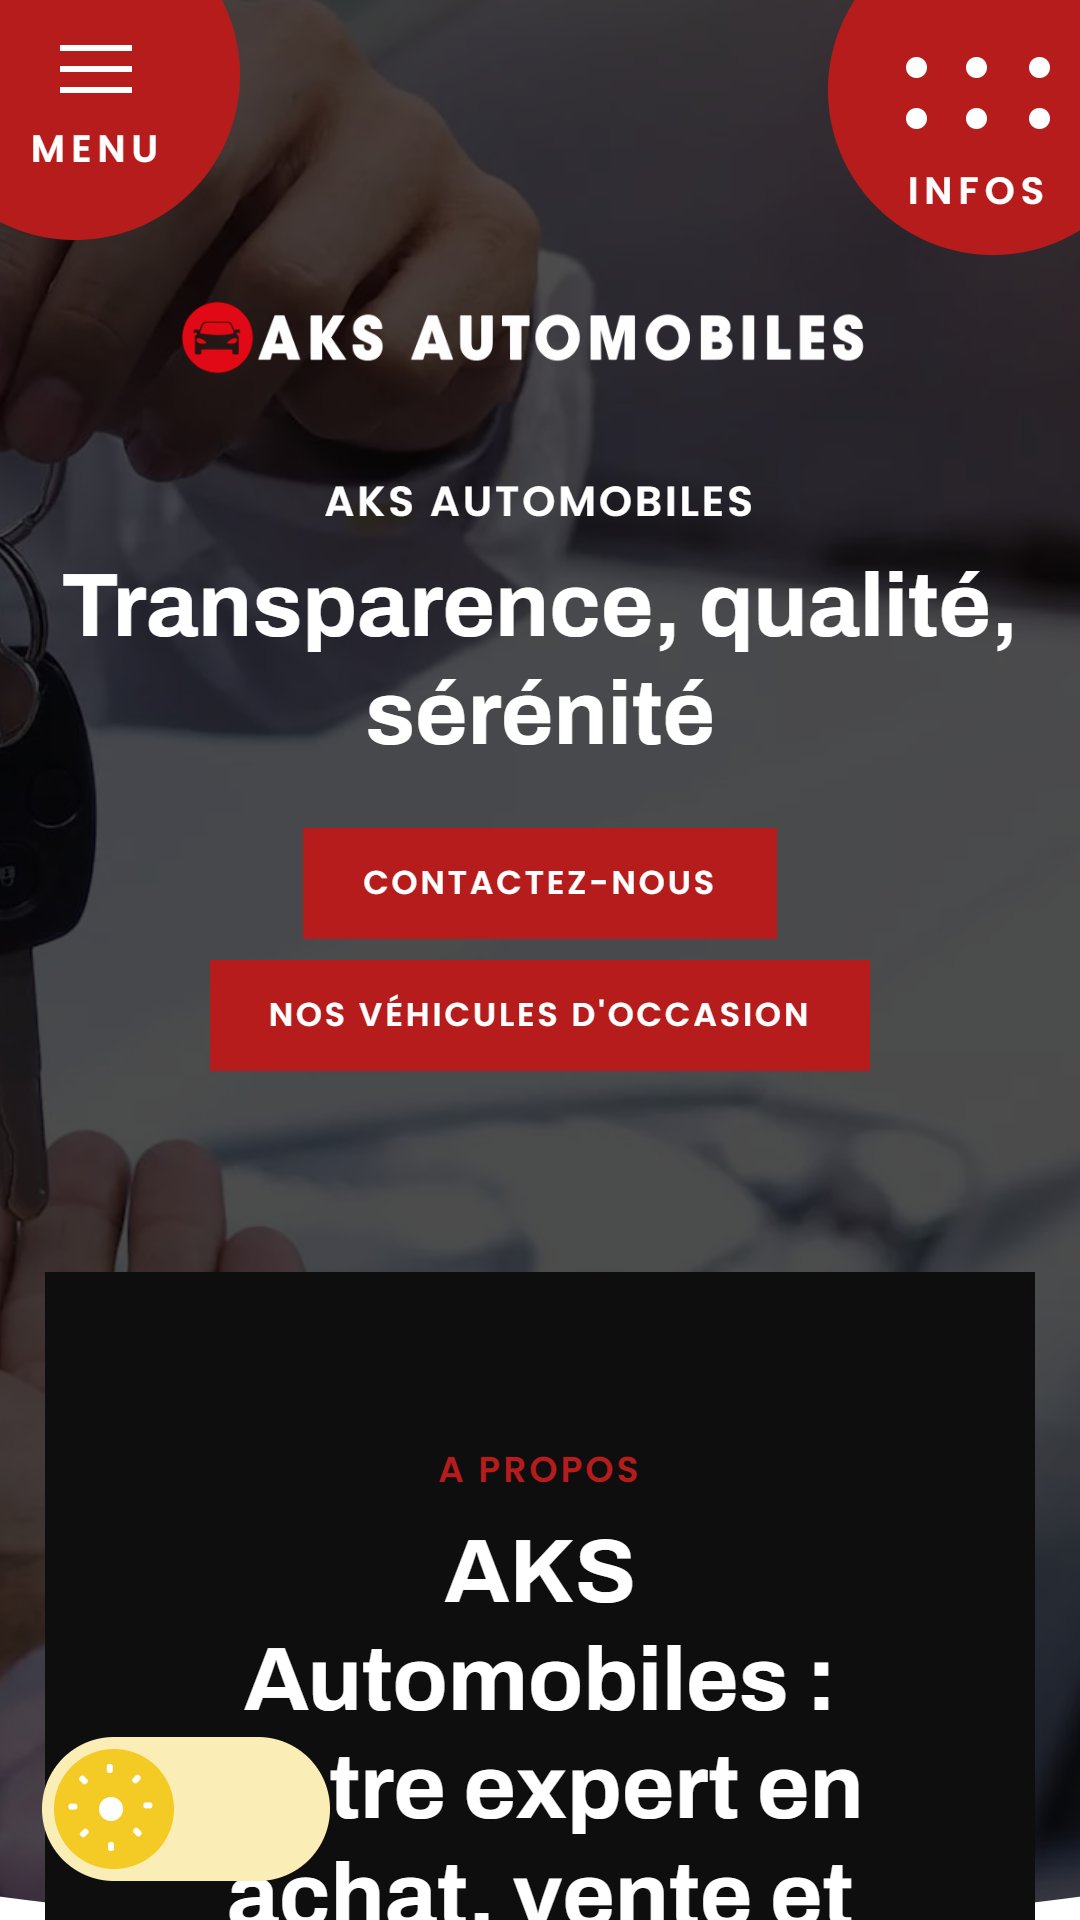 MENU
INFOS
AKS AUTOMOBILES
AKS AUTOMOBILES
Transparence, qualité,
sérénité
CONTACTEZ-NOUS
NOS VÉHICULES D'OCCASION
A PROPOS
AKS
Automobiles :
tre expert en
achat, vente et